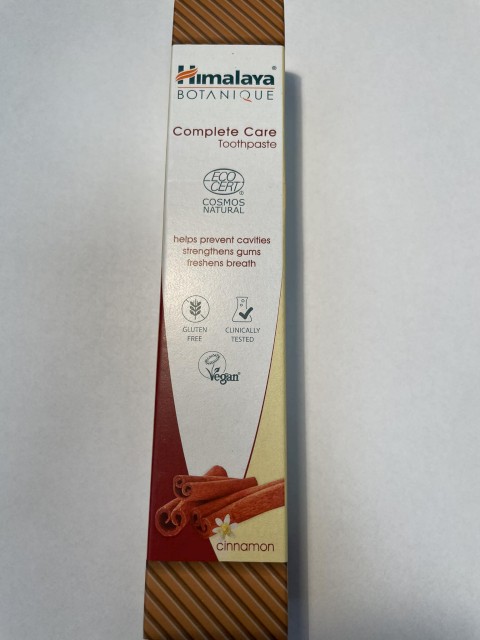 Himalaya®
BOTANIQUE
Complete Care
Toothpaste
ECO
CERT®
COSMOS
NATURAL
helps prevent cavities
strengthens gums
freshens breath
GLUTEN
FREE
CLINICALLY
TESTED
Vegan
cinnamon